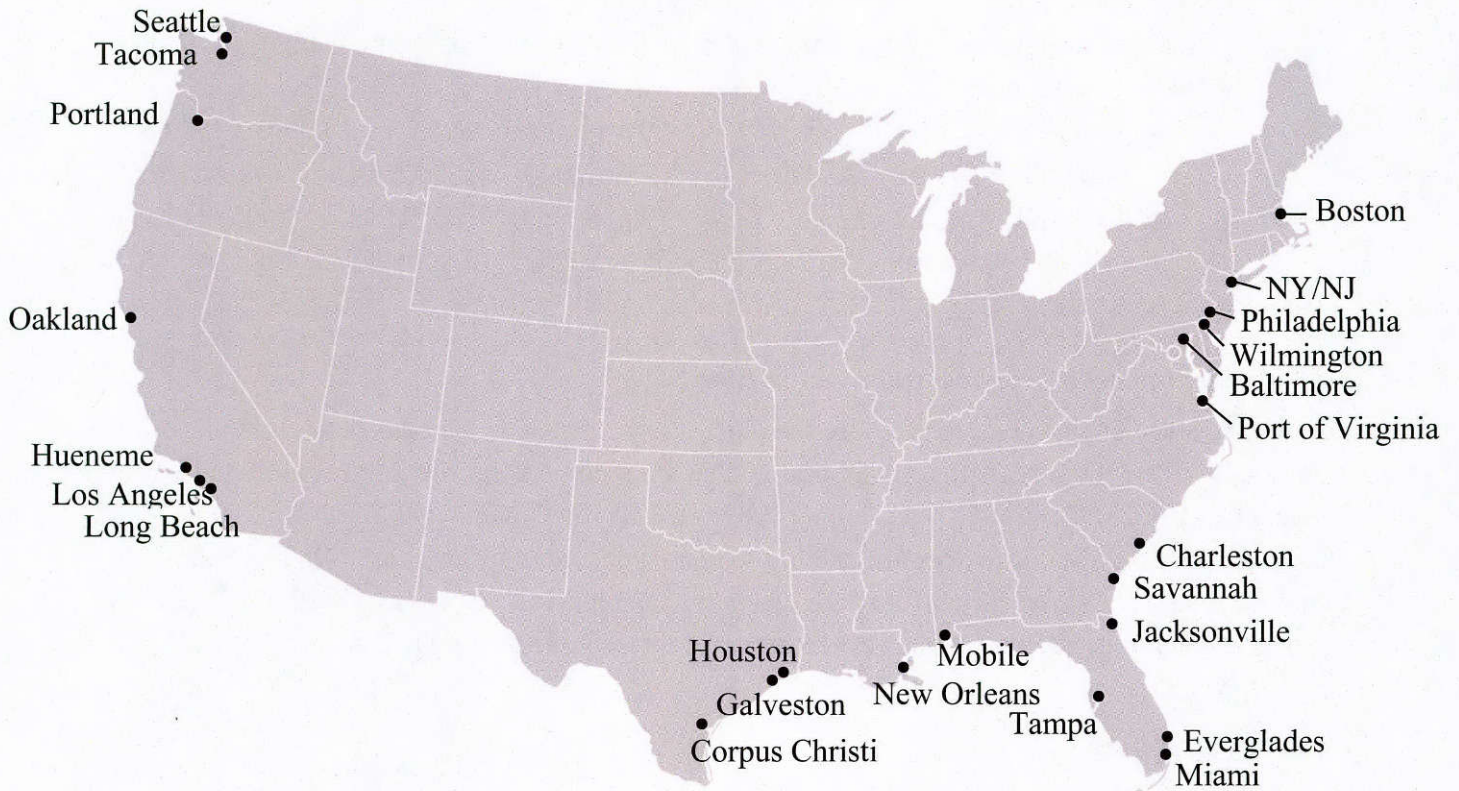 Seattle
Tacoma
Portland
Oakland
Hueneme
Los Angeles
Long Beach
Houston
Galveston
Corpus Christi
Mobile
New Orleans
Tampa
Boston
NY/NJ
Philadelphia
Wilmington
Baltimore
Port of Virginia
Charleston
Savannah
Jacksonville
Everglades
Miami